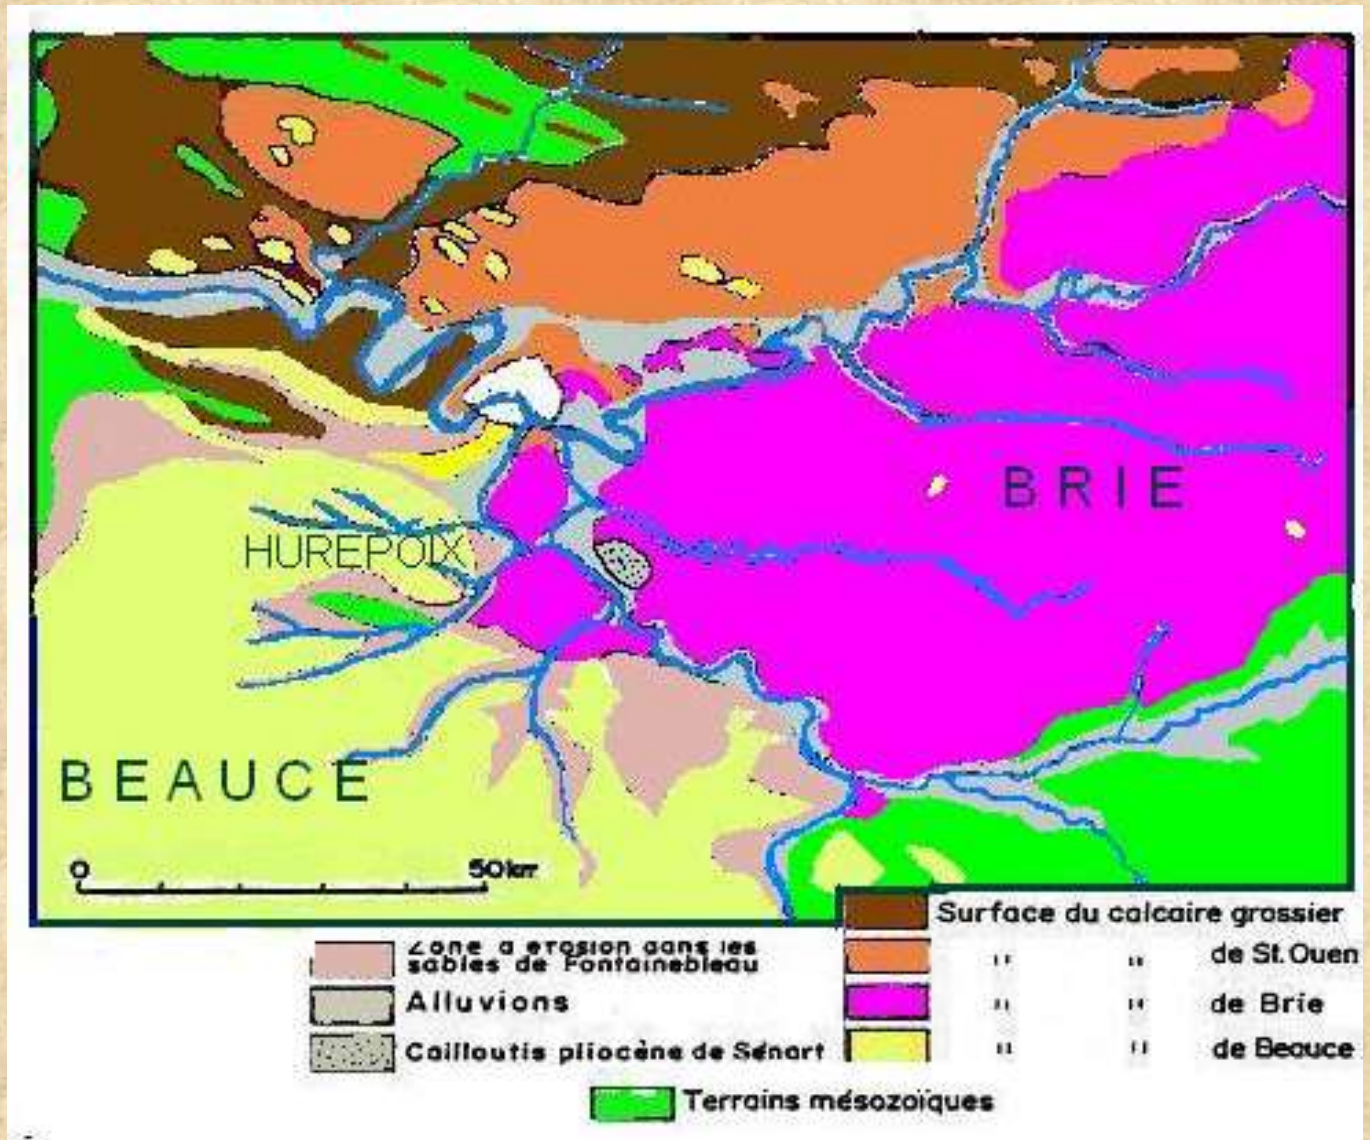 BRIE
HUREPOIX
BEAUCE
0 50km
Surface du calcaire grossier
Zone d'érosion dans les
sables de Fontainebleau
" " de St. Ouen
Alluvions
" " de Brie
Cailloutis pliocène de Sénart
" " de Beauce
Terrains mésozoïques